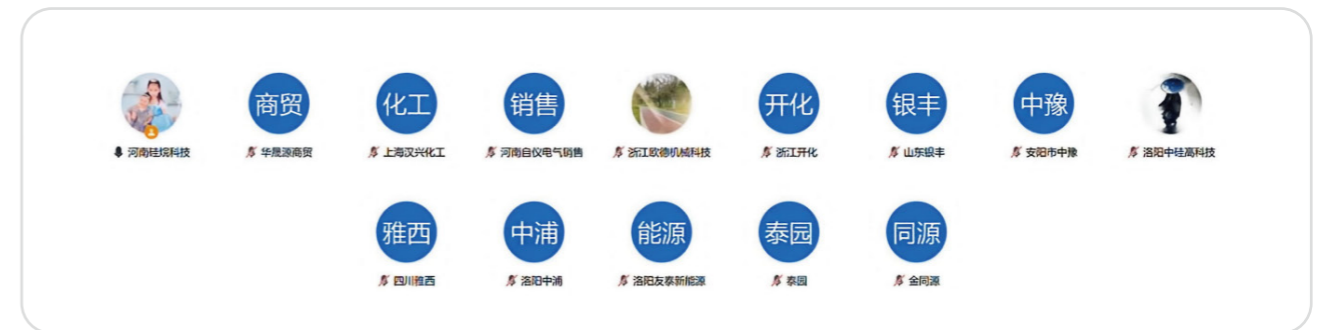 商贸 化工 销售 开化 银丰 中豫
河南硅烷科技 华晟源商贸 上海汉兴化工 河南自仪电气销售 浙江欧德机械科技 浙江开化 山东银丰 安阳市中豫 洛阳中硅高科技
雅西 中浦 能源 泰园 同源
四川雅西 洛阳中浦 洛阳友泰新能源 泰园 金同源